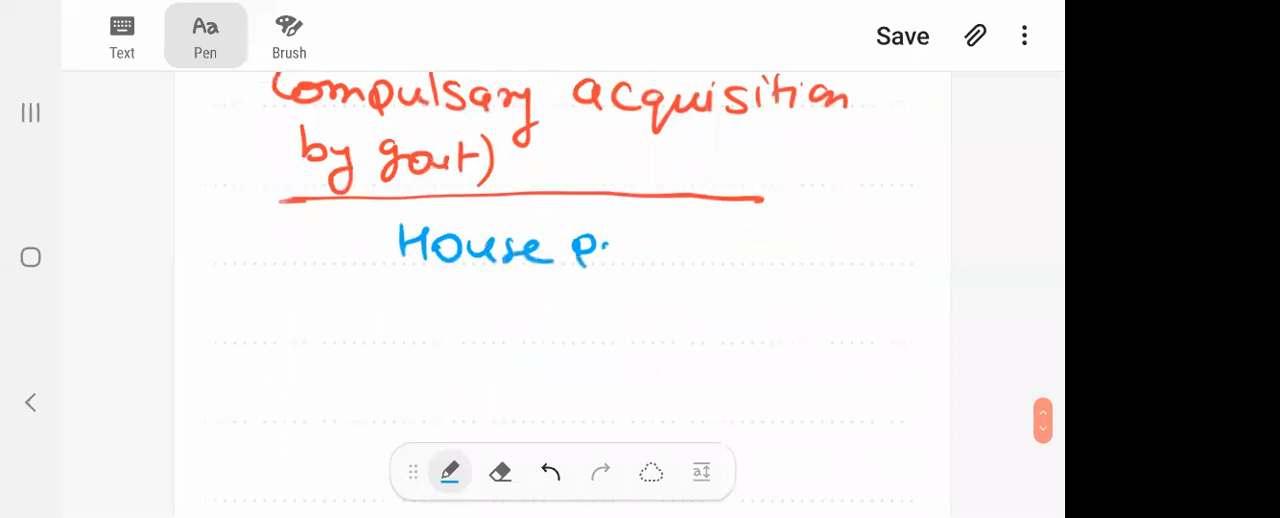 Text
Pen
Brush
Save
Compulsary acquisition
by govt)
House p.